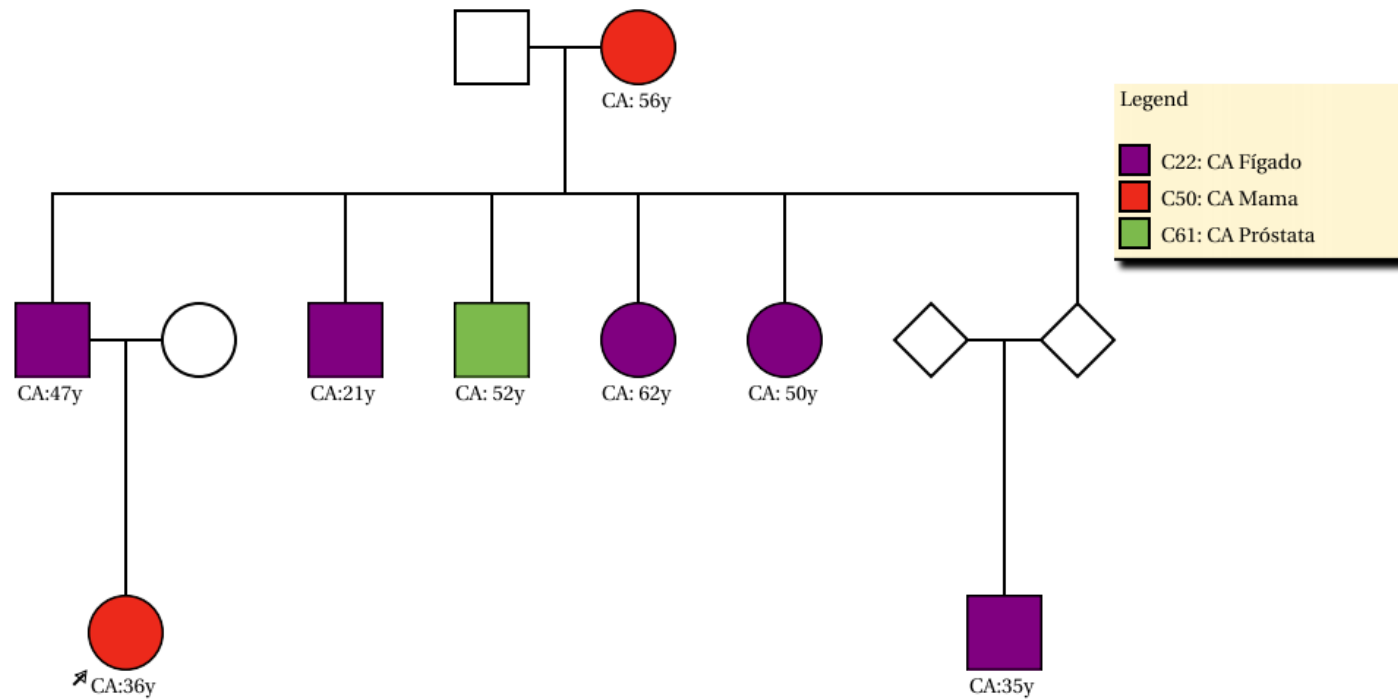 CA: 56y
Legend
C22: CA Fígado
C50: CA Mama
C61: CA Próstata
CA:47y
CA:21y
CA: 52y
CA: 62y
CA: 50y
CA:36y
CA:35y